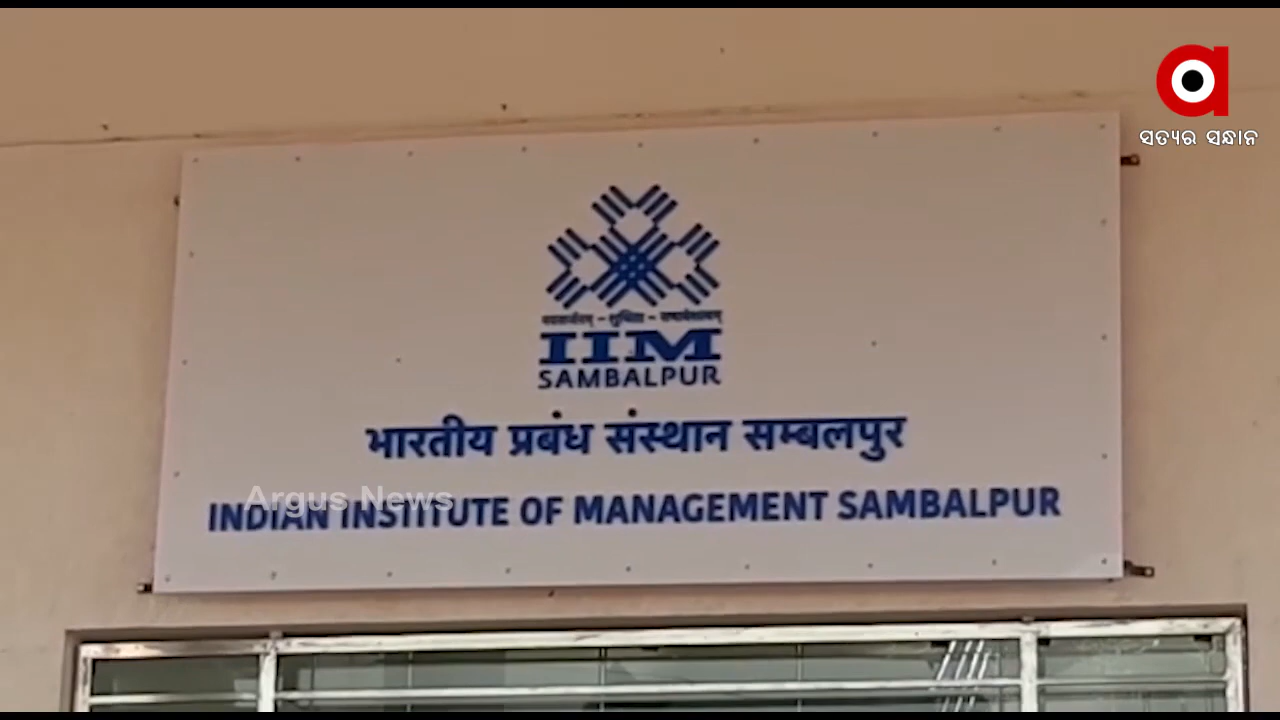 ସତ୍ୟର ସନ୍ଧାନ
IIM
SAMBALPUR
भारतीय प्रबंध संस्थान सम्बलपुर
Argus News
INDIAN INSTITUTE OF MANAGEMENT SAMBALPUR